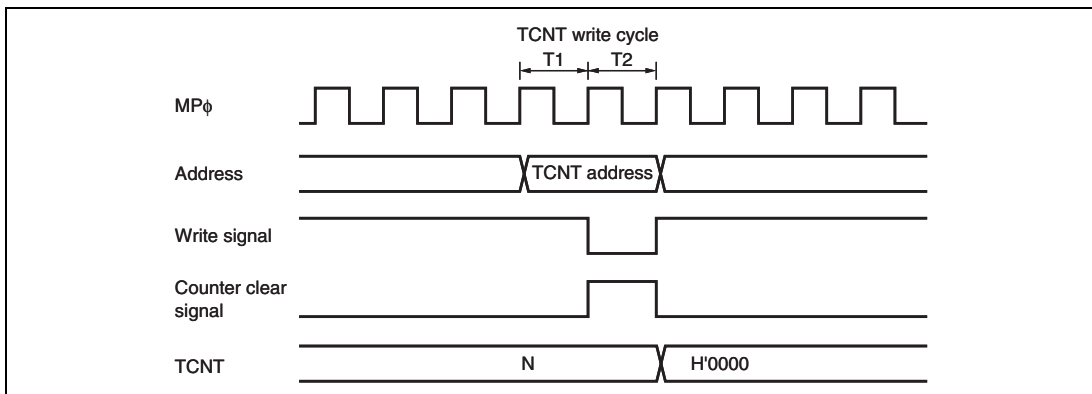 TCNT write cycle
T1 T2
MPϕ
Address
TCNT address
Write signal
Counter clear
signal
TCNT
N
H'0000